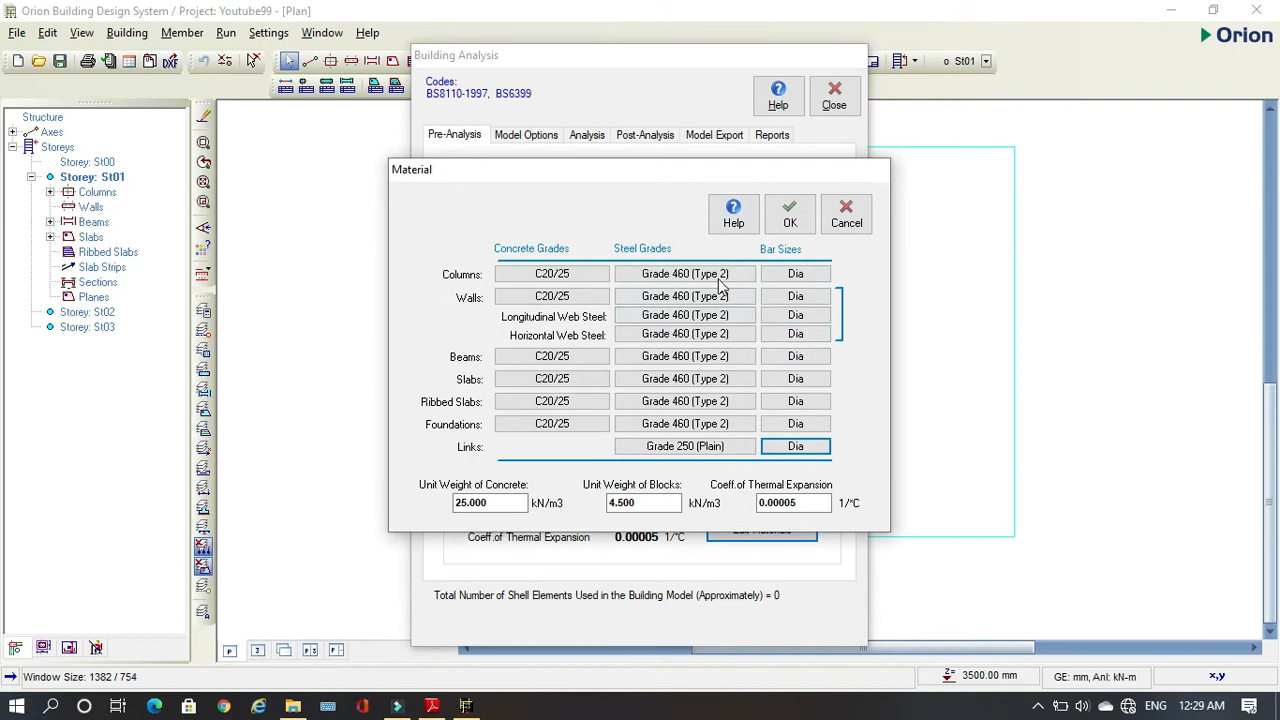 Orion Building Design System / Project: Youtube99 - [Plan]
File Edit View Building Member Run Settings Window Help
Orion
DXF
St01
Building Analysis
Codes:
BS8110-1997, BS6399
Help
Close
Pre-Analysis Model Options Analysis Post-Analysis Model Export Reports
Structure
Axes
Storeys
Storey: St00
Storey: St01
Columns
Walls
Beams
Slabs
Ribbed Slabs
Slab Strips
Sections
Planes
Storey: St02
Storey: St03
Material
Help OK Cancel
Concrete Grades Steel Grades Bar Sizes
Columns: C20/25 Grade 460 (Type 2) Dia
Walls: C20/25 Grade 460 (Type 2) Dia
Longitudinal Web Steel: Grade 460 (Type 2) Dia
Horizontal Web Steel: Grade 460 (Type 2) Dia
Beams: C20/25 Grade 460 (Type 2) Dia
Slabs: C20/25 Grade 460 (Type 2) Dia
Ribbed Slabs: C20/25 Grade 460 (Type 2) Dia
Foundations: C20/25 Grade 460 (Type 2) Dia
Links: Grade 250 (Plain) Dia
Unit Weight of Concrete: Unit Weight of Blocks: Coeff.of Thermal Expansion
25.000 kN/m3 4.500 kN/m3 0.00005 1/°C
Coeff.of Thermal Expansion 0.00005 1/°C
Total Number of Shell Elements Used in the Building Model (Approximately) = 0
Window Size: 1382 / 754
3500.00 mm
GE: mm, Anl: kN-m
x,y
12:29 AM